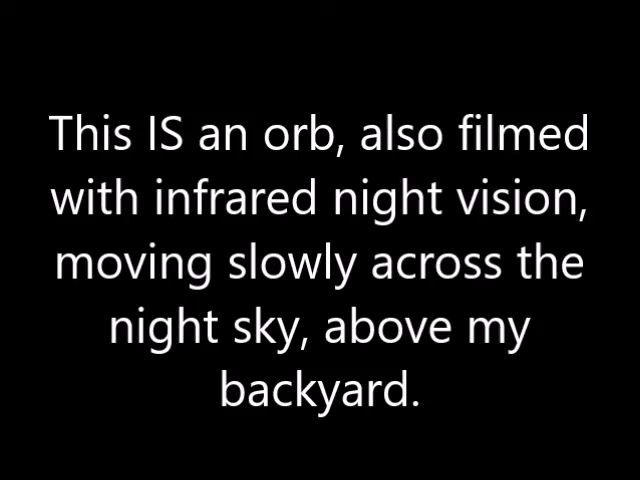 This IS an orb, also filmed
with infrared night vision,
moving slowly across the
night sky, above my
backyard.